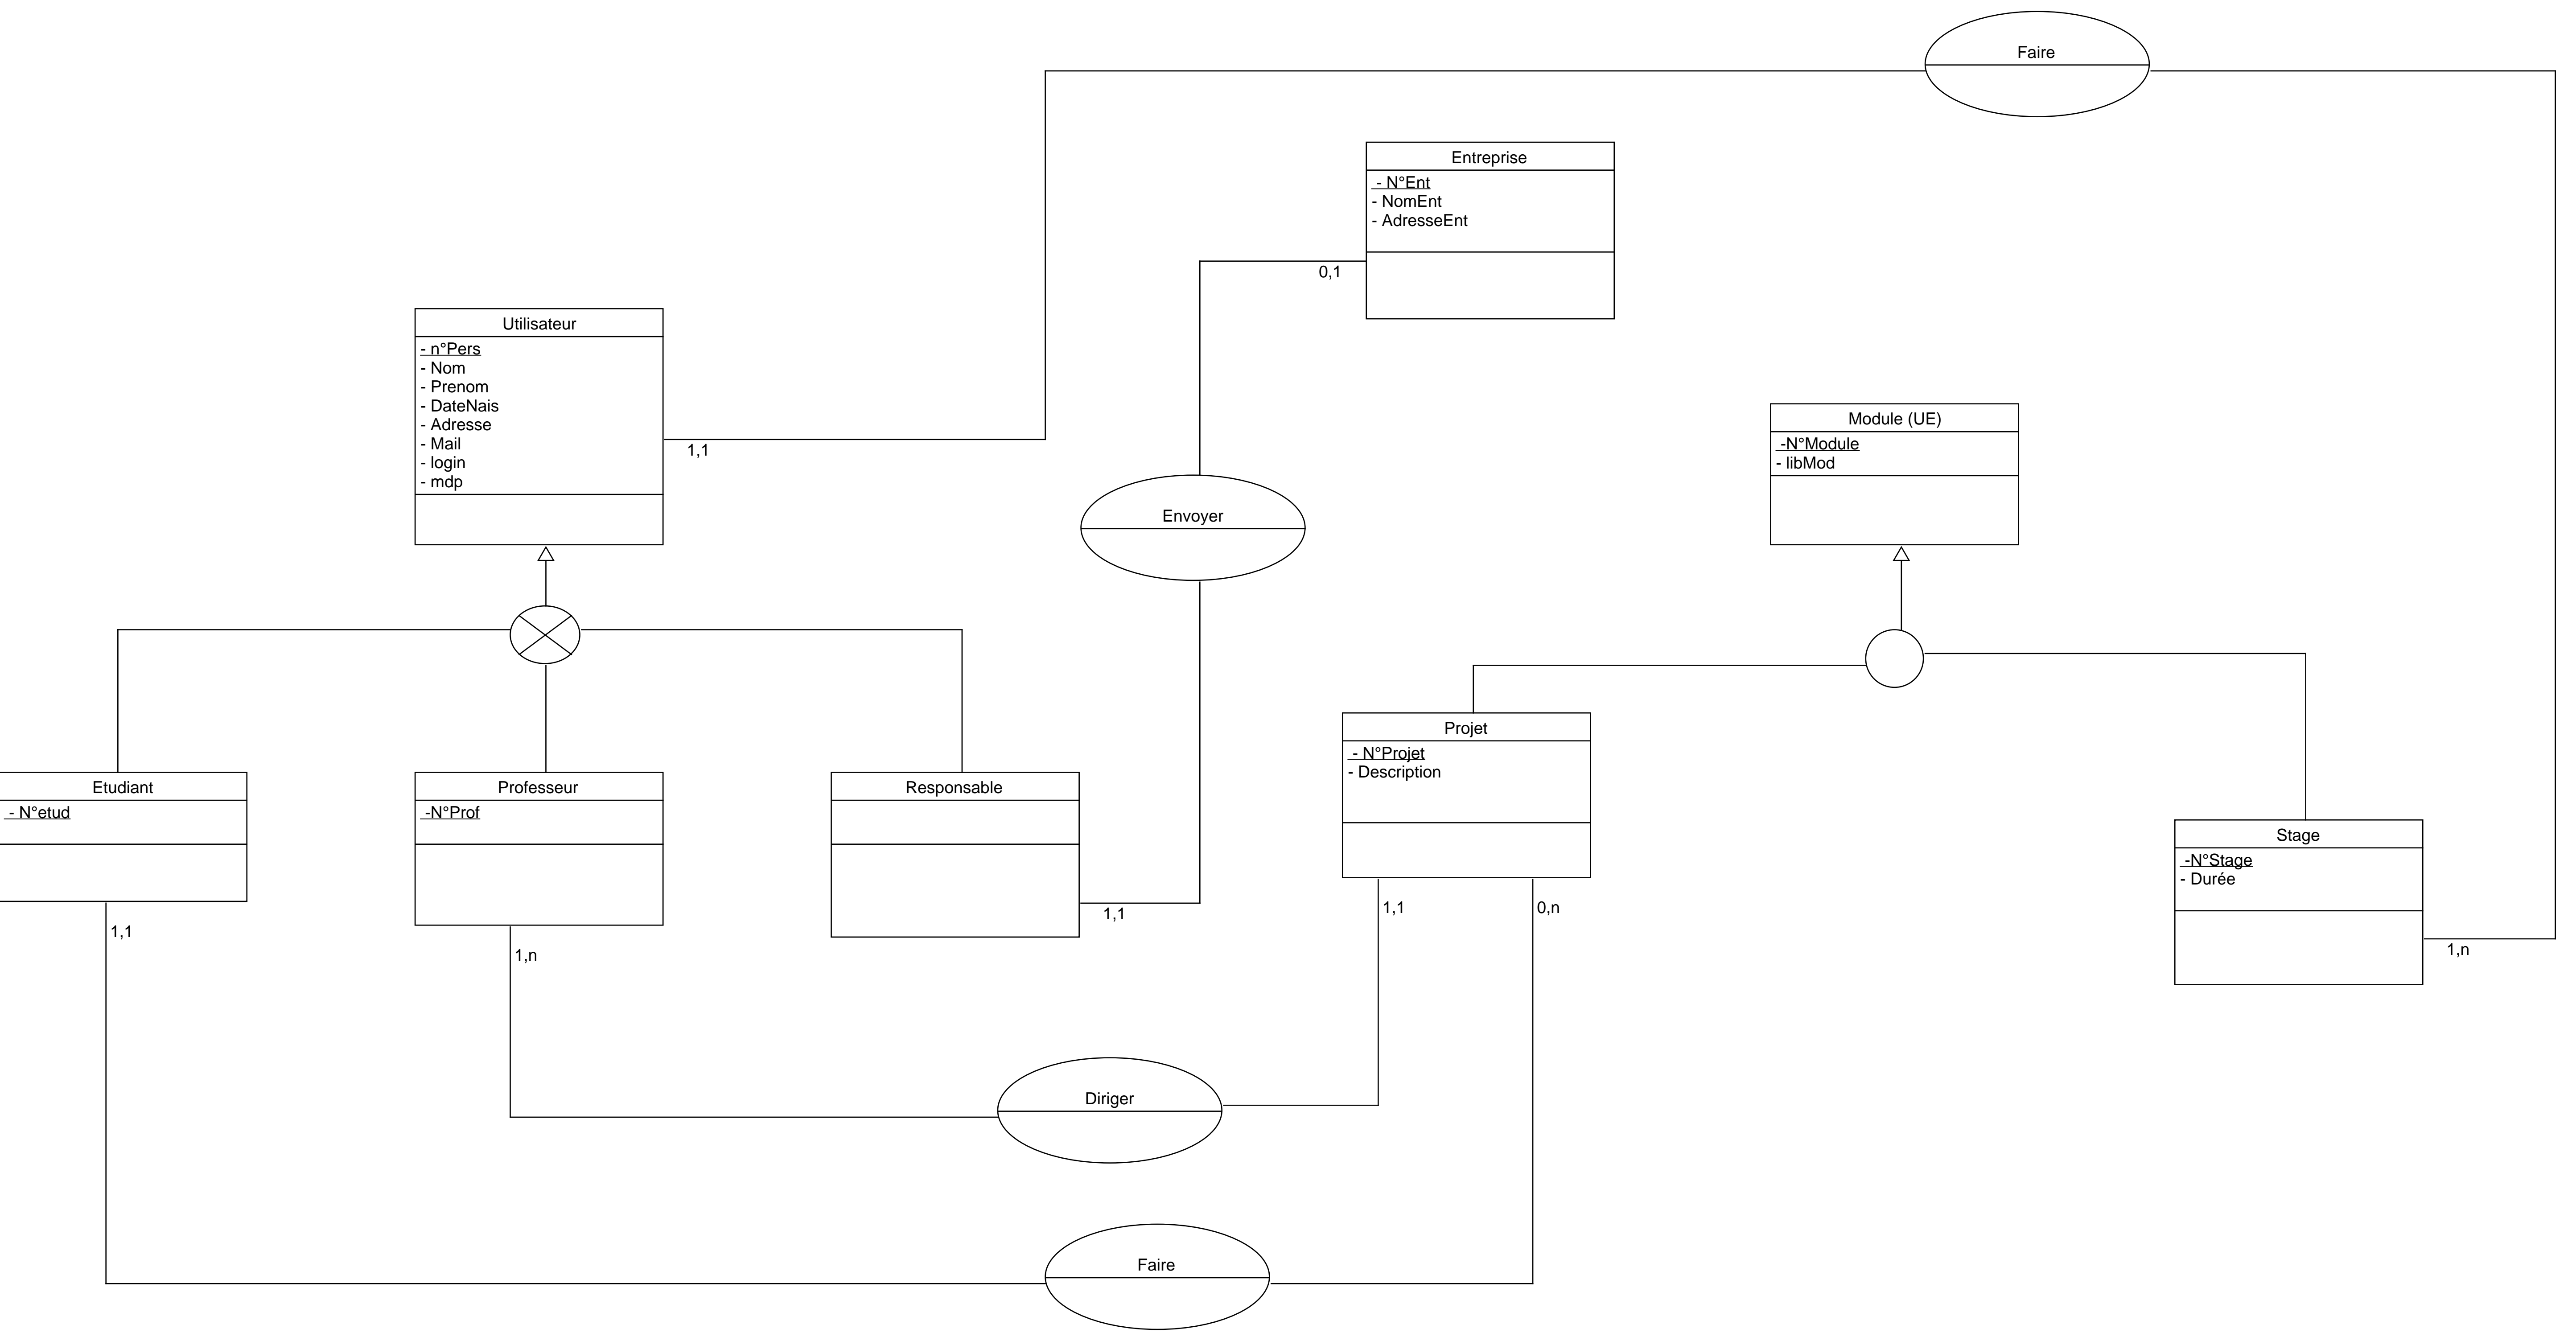 Faire
Entreprise
- N°Ent
- NomEnt
- AdresseEnt
0,1
Utilisateur
- n°Pers
- Nom
- Prenom
- DateNais
- Adresse
- Mail
- login
- mdp
1,1
Module (UE)
-N°Module
- libMod
Envoyer
Projet
- N°Projet
- Description
Etudiant
- N°etud
Professeur
-N°Prof
Responsable
Stage
-N°Stage
- Durée
1,1
1,n
1,1
1,1
0,n
1,n
Diriger
Faire